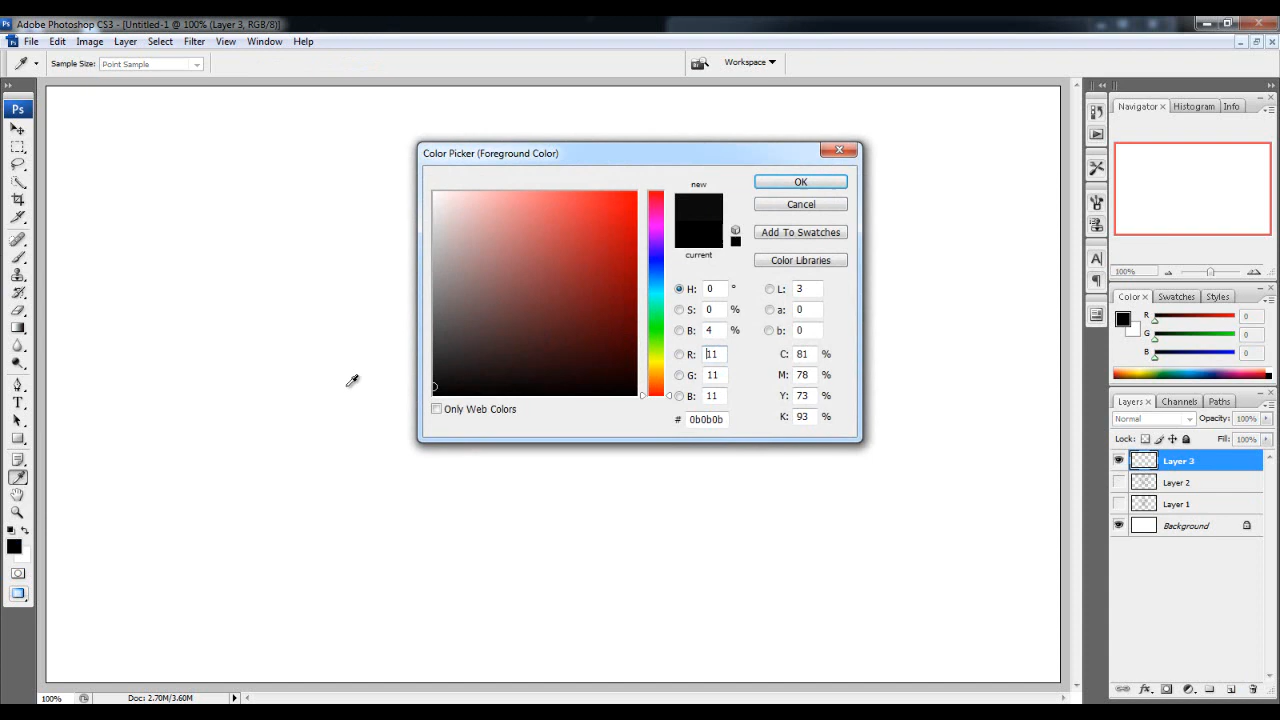 Ps Adobe Photoshop CS3 - [Untitled-1 @ 100% (Layer 3, RGB/8)]
Ps File Edit Image Layer Select Filter View Window Help
Sample Size: Point Sample
Workspace
Ps
Navigator Histogram Info
100%
Color Swatches Styles
R 0
G 0
B 0
Layers Channels Paths
Normal Opacity: 100%
Lock: Fill: 100%
Layer 3
Layer 2
Layer 1
Background
Color Picker (Foreground Color)
new
current
OK
Cancel
Add To Swatches
Color Libraries
H: 0 °
S: 0 %
B: 4 %
R: 11
G: 11
B: 11
# 0b0b0b
L: 3
a: 0
b: 0
C: 81 %
M: 78 %
Y: 73 %
K: 93 %
Only Web Colors
T
A
fx
100% Doc: 2.70M/3.60M